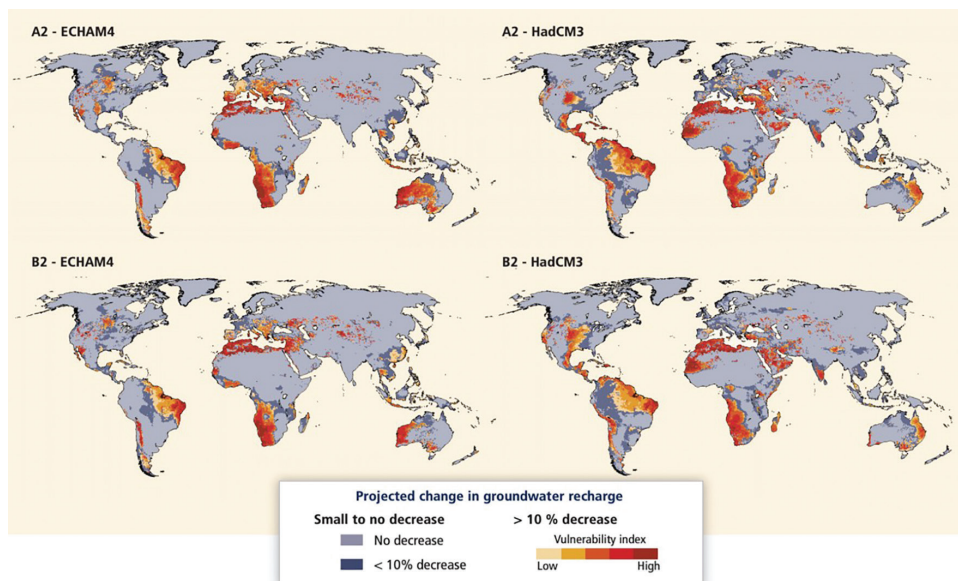 A2 - ECHAM4
A2 - HadCM3
B2 - ECHAM4
B2 - HadCM3
Projected change in groundwater recharge
Small to no decrease
No decrease
< 10% decrease
> 10 % decrease
Vulnerability index
Low High